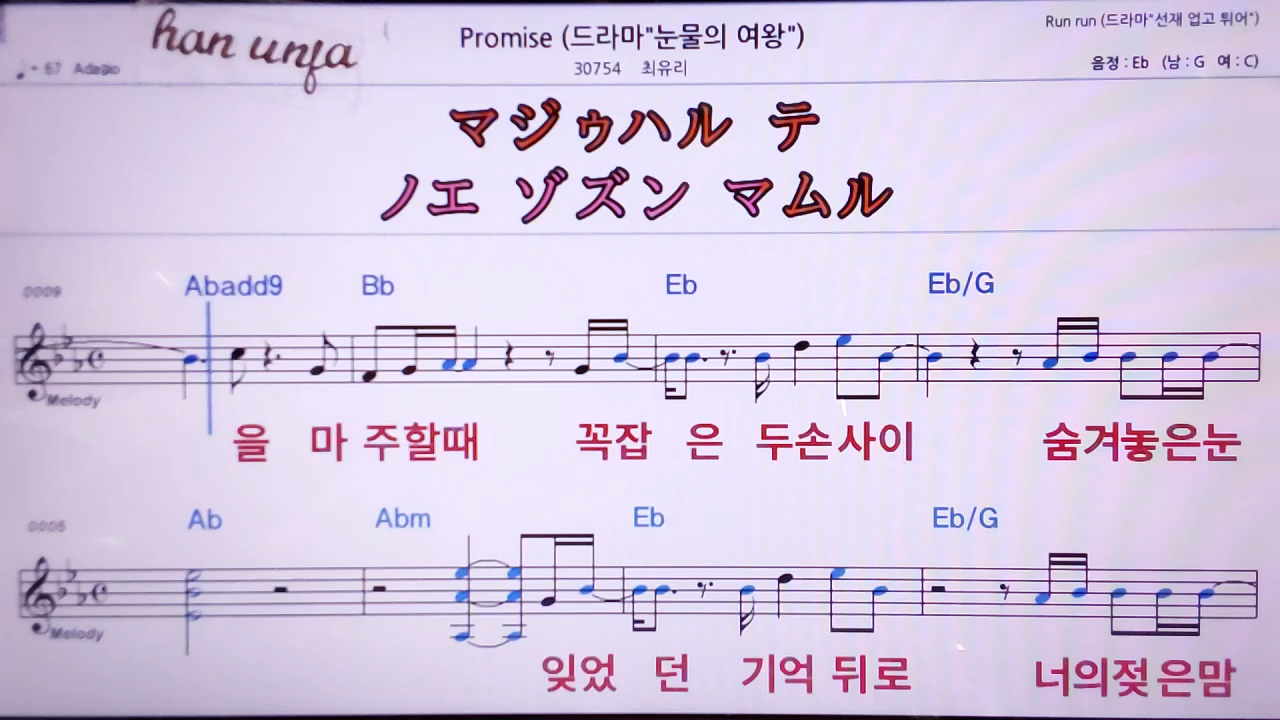 han unfa
Promise (드라마"눈물의 여왕")
Run run (드라마"선재 업고 튀어")
30754 최유리
음정 : Eb (남 : G 여 : C)
♩= 67 Adagio
マジゥハル テ
ノエ ゾズン マムル
0009
Abadd9 Bb Eb Eb/G
Melody
을 마 주할때 꼭잡 은 두손사이 숨겨놓은눈
0005
Ab Abm Eb Eb/G
Melody
잊었 던 기억 뒤로 너의젖은맘